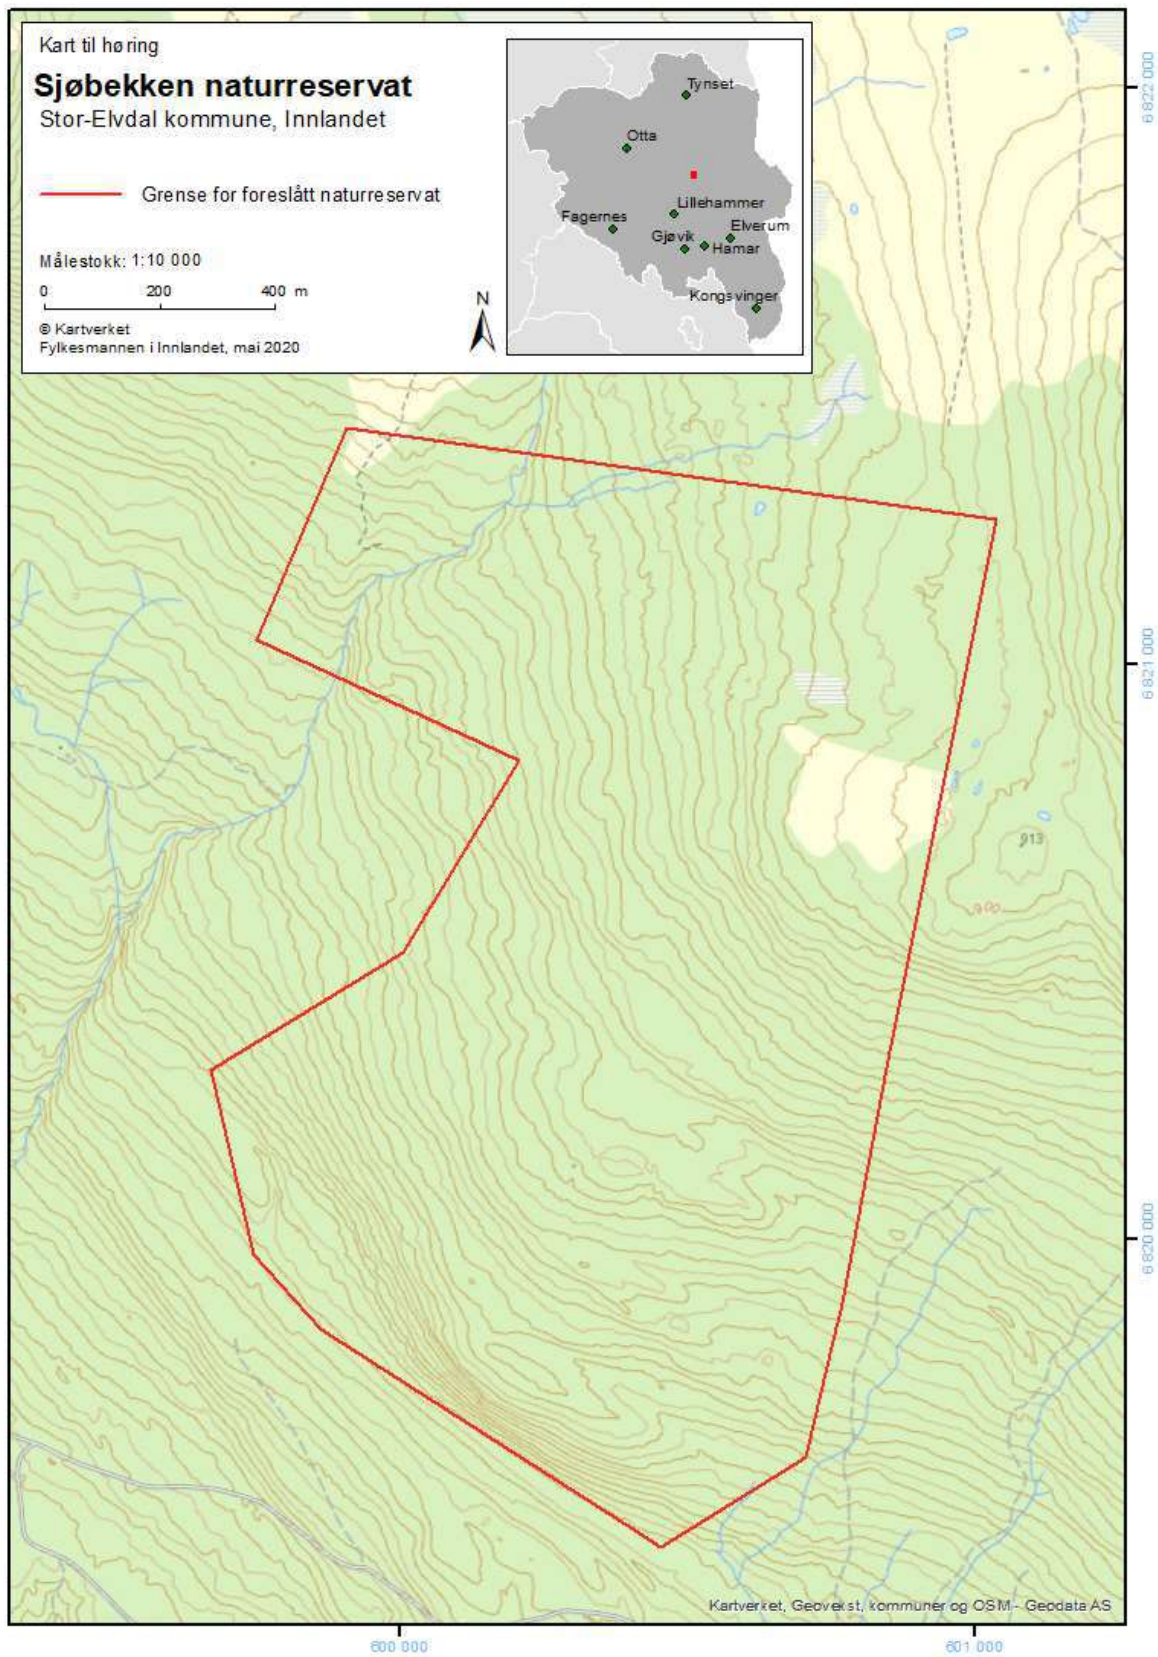 Kart til høring
Sjøbekken naturreservat
Stor-Elvdal kommune, Innlandet
Grense for foreslått naturreservat
Målestokk: 1:10 000
0 200 400 m
© Kartverket
Fylkesmannen i Innlandet, mai 2020
N
Tynset
Otta
Lillehammer
Fagernes
Elverum
Gjøvik
Hamar
Kongsvinger
6 822 000
6 821 000
913
900
6 820 000
Kartverket, Geovekst, kommuner og OSM - Geodata AS
600 000
601 000